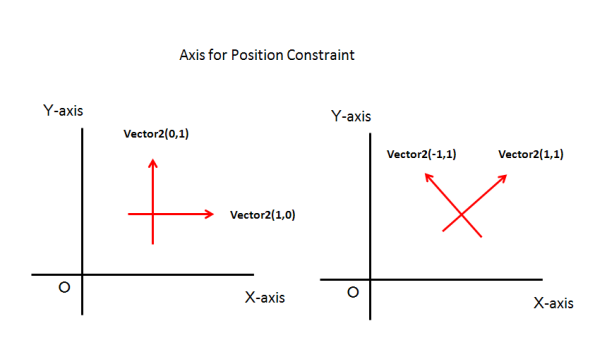 Axis for Position Constraint
Y-axis
Vector2(0,1)
Vector2(1,0)
O
X-axis
Y-axis
Vector2(-1,1)
Vector2(1,1)
O
X-axis